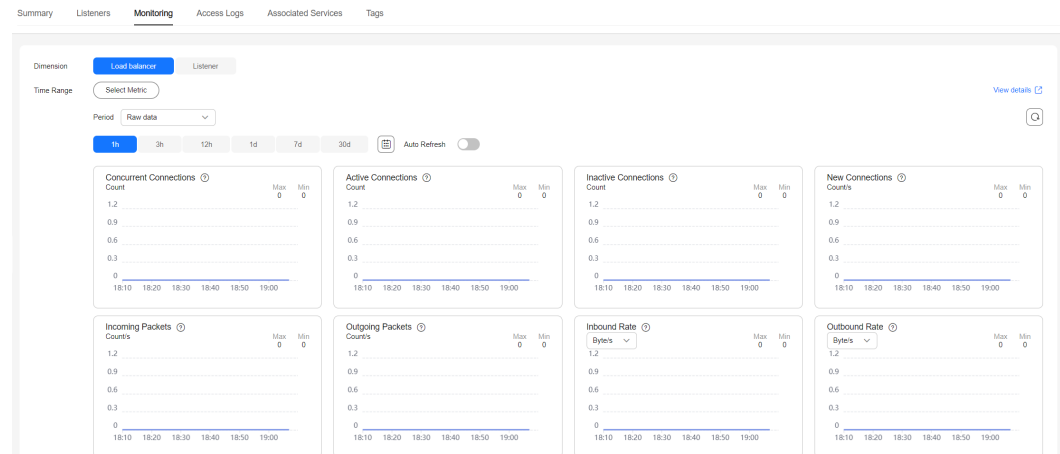 Summary Listeners Monitoring Access Logs Associated Services Tags
Dimension Load balancer Listener
Time Range Select Metric View details
Period Raw data
1h 3h 12h 1d 7d 30d Auto Refresh
Concurrent Connections
Count Max Min
0 0
1.2
0.9
0.6
0.3
0
18:10 18:20 18:30 18:40 18:50 19:00
Active Connections
Count Max Min
0 0
1.2
0.9
0.6
0.3
0
18:10 18:20 18:30 18:40 18:50 19:00
Inactive Connections
Count Max Min
0 0
1.2
0.9
0.6
0.3
0
18:10 18:20 18:30 18:40 18:50 19:00
New Connections
Count/s Max Min
0 0
1.2
0.9
0.6
0.3
0
18:10 18:20 18:30 18:40 18:50 19:00
Incoming Packets
Count/s Max Min
0 0
1.2
0.9
0.6
0.3
0
18:10 18:20 18:30 18:40 18:50 19:00
Outgoing Packets
Count/s Max Min
0 0
1.2
0.9
0.6
0.3
0
18:10 18:20 18:30 18:40 18:50 19:00
Inbound Rate
Byte/s Max Min
0 0
1.2
0.9
0.6
0.3
0
18:10 18:20 18:30 18:40 18:50 19:00
Outbound Rate
Byte/s Max Min
0 0
1.2
0.9
0.6
0.3
0
18:10 18:20 18:30 18:40 18:50 19:00